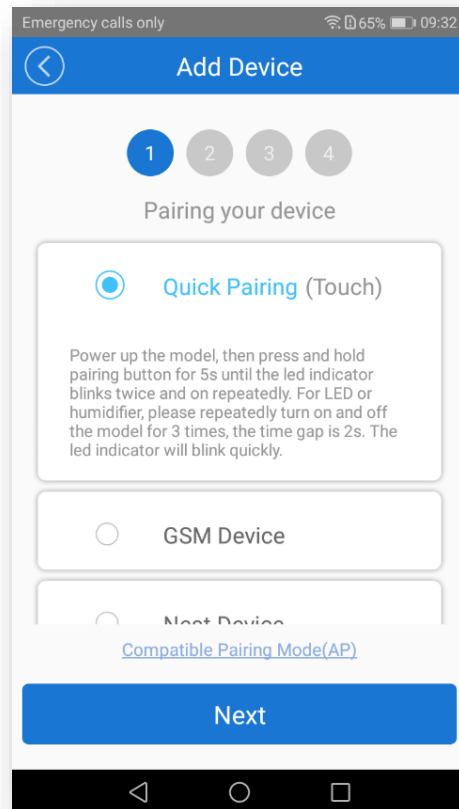 Emergency calls only 65% 09:32
Add Device
1 2 3 4
Pairing your device
Quick Pairing (Touch)
Power up the model, then press and hold
pairing button for 5s until the led indicator
blinks twice and on repeatedly. For LED or
humidifier, please repeatedly turn on and off
the model for 3 times, the time gap is 2s. The
led indicator will blink quickly.
GSM Device
Nest Device
Compatible Pairing Mode(AP)
Next